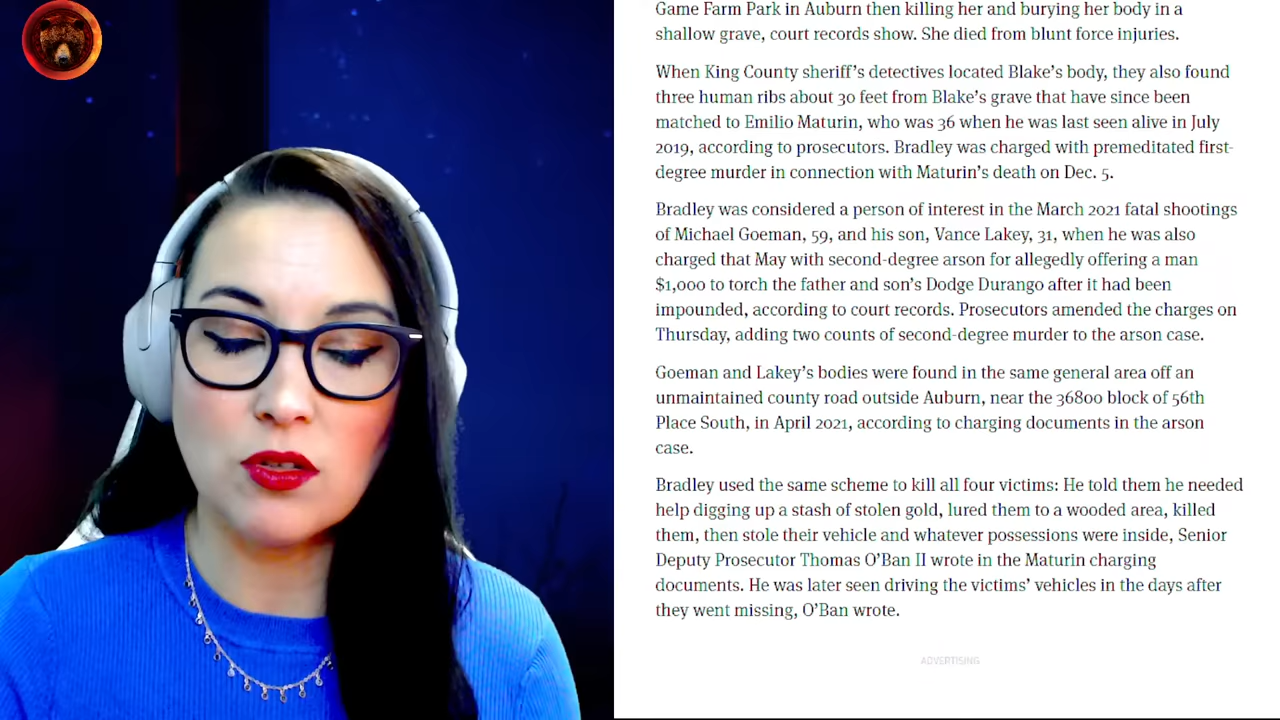 Game Farm Park in Auburn then killing her and burying her body in a
shallow grave, court records show. She died from blunt force injuries.
When King County sheriff’s detectives located Blake’s body, they also found
three human ribs about 30 feet from Blake’s grave that have since been
matched to Emilio Maturin, who was 36 when he was last seen alive in July
2019, according to prosecutors. Bradley was charged with premeditated first-
degree murder in connection with Maturin’s death on Dec. 5.
Bradley was considered a person of interest in the March 2021 fatal shootings
of Michael Goeman, 59, and his son, Vance Lakey, 31, when he was also
charged that May with second-degree arson for allegedly offering a man
$1,000 to torch the father and son’s Dodge Durango after it had been
impounded, according to court records. Prosecutors amended the charges on
Thursday, adding two counts of second-degree murder to the arson case.
Goeman and Lakey’s bodies were found in the same general area off an
unmaintained county road outside Auburn, near the 36800 block of 56th
Place South, in April 2021, according to charging documents in the arson
case.
Bradley used the same scheme to kill all four victims: He told them he needed
help digging up a stash of stolen gold, lured them to a wooded area, killed
them, then stole their vehicle and whatever possessions were inside, Senior
Deputy Prosecutor Thomas O’Ban II wrote in the Maturin charging
documents. He was later seen driving the victims’ vehicles in the days after
they went missing, O’Ban wrote.
ADVERTISING